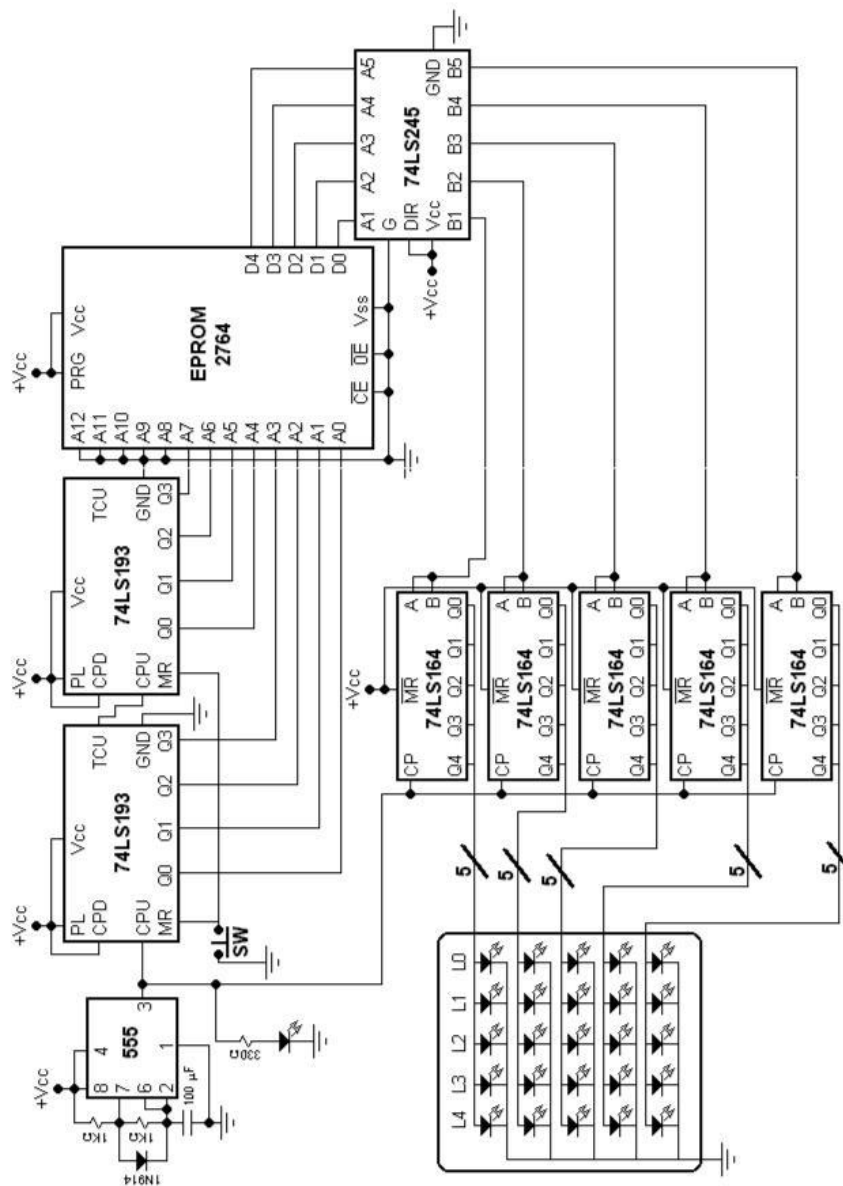 +Vcc
8 4
7 555 3
6
2 1
1KΩ
1KΩ
1N914
100 µF
330Ω
+Vcc
PL Vcc TCU
CPD
74LS193
CPU GND
MR Q0 Q1 Q2 Q3
SW
+Vcc
PL Vcc TCU
CPD
74LS193
CPU GND
MR Q0 Q1 Q2 Q3
+Vcc
PRG Vcc
A12
A11
A10
A9
A8
A7
A6
A5
A4
A3
A2
A1
A0
EPROM
2764
D4
D3
D2
D1
D0
CE OE Vss
A1 A2 A3 A4 A5
G
74LS245
DIR
Vcc GND
B1 B2 B3 B4 B5
+Vcc
+Vcc
CP MR A
74LS164 B
Q4 Q3 Q2 Q1 Q0
CP MR A
74LS164 B
Q4 Q3 Q2 Q1 Q0
CP MR A
74LS164 B
Q4 Q3 Q2 Q1 Q0
CP MR A
74LS164 B
Q4 Q3 Q2 Q1 Q0
CP MR A
74LS164 B
Q4 Q3 Q2 Q1 Q0
5
5
5
5
5
L4 L3 L2 L1 L0